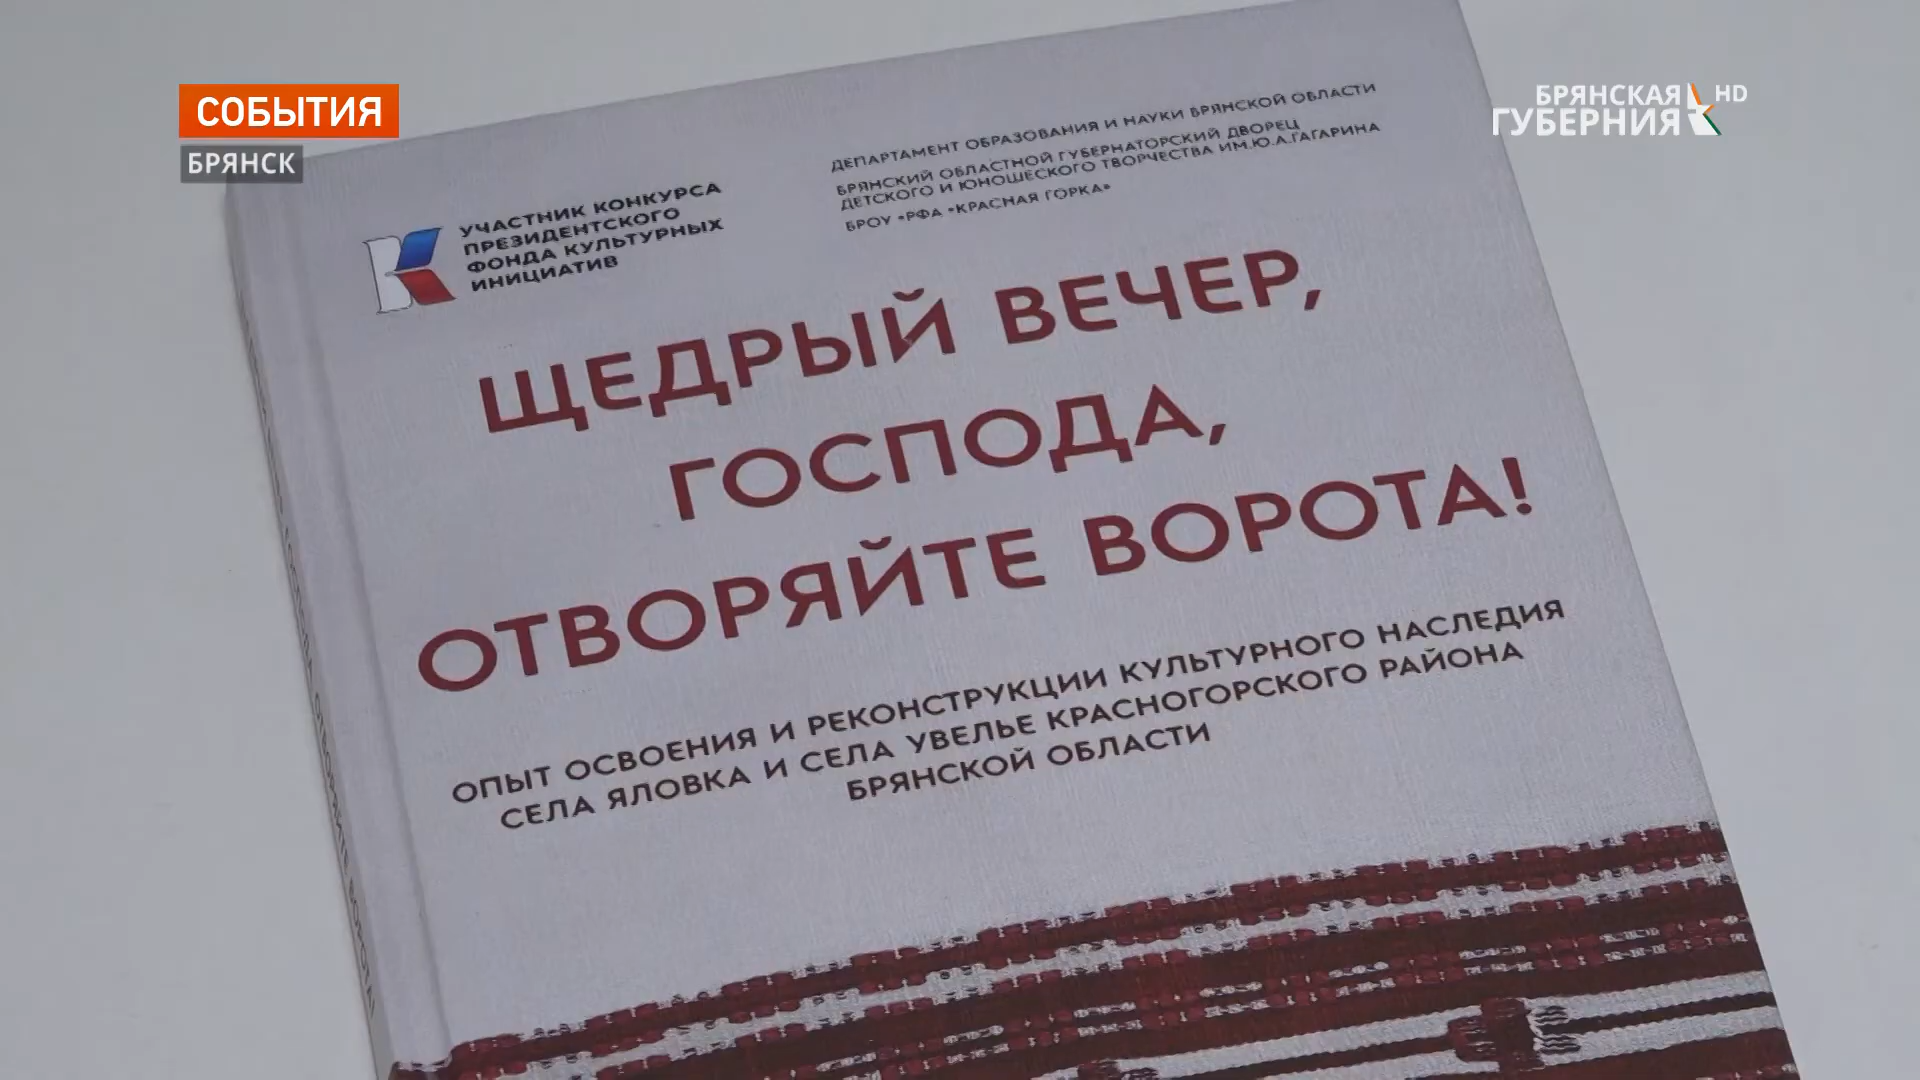 СОБЫТИЯ
БРЯНСК
БРЯНСКАЯ HD
ГУБЕРНИЯ
УЧАСТНИК КОНКУРСА
ПРЕЗИДЕНТСКОГО
ФОНДА КУЛЬТУРНЫХ
ИНИЦИАТИВ
ДЕПАРТАМЕНТ ОБРАЗОВАНИЯ И НАУКИ БРЯНСКОЙ ОБЛАСТИ
БРЯНСКИЙ ОБЛАСТНОЙ ГУБЕРНАТОРСКИЙ ДВОРЕЦ
ДЕТСКОГО И ЮНОШЕСКОГО ТВОРЧЕСТВА ИМ.Ю.А.ГАГАРИНА
БРОУ «РФА «КРАСНАЯ ГОРКА»
ЩЕДРЫЙ ВЕЧЕР,
ГОСПОДА,
ОТВОРЯЙТЕ ВОРОТА!
ОПЫТ ОСВОЕНИЯ И РЕКОНСТРУКЦИИ КУЛЬТУРНОГО НАСЛЕДИЯ
СЕЛА ЯЛОВКА И СЕЛА УВЕЛЬЕ КРАСНОГОРСКОГО РАЙОНА
БРЯНСКОЙ ОБЛАСТИ